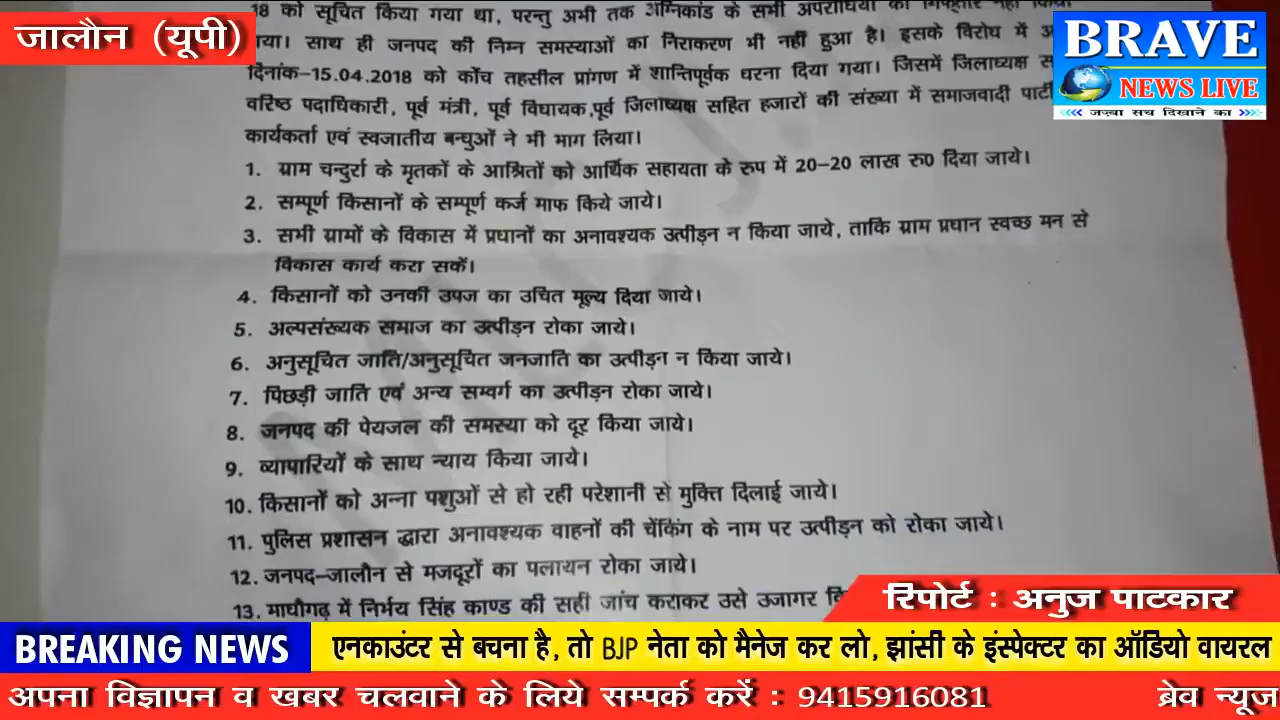 जालौन (यूपी)
BRAVE
NEWS LIVE
जज़्बा सच दिखाने का
18 को सूचित किया गया था, परन्तु अभी तक अग्निकांड के सभी अपराधियों
गया। साथ ही जनपद की निम्न समस्याओं का निराकरण भी नहीं हुआ है। इसके विरोध में
दिनांक-15.04.2018 को कोंच तहसील प्रांगण में शान्तिपूर्वक धरना दिया गया। जिसमें जिलाध्यक्ष
वरिष्ठ पदाधिकारी, पूर्व मंत्री, पूर्व विधायक,पूर्व जिलाध्यक्ष सहित हजारों की संख्या में समाजवादी
कार्यकर्ता एवं स्वजातीय बन्धुओं ने भी भाग लिया।
1. ग्राम चन्दुर्रा के मृतकों के आश्रितों को आर्थिक सहायता के रुप में 20-20 लाख रु0 दिया जाये।
2. सम्पूर्ण किसानों के सम्पूर्ण कर्ज माफ किये जाये।
3. सभी ग्रामों के विकास में प्रधानों का अनावश्यक उत्पीड़न न किया जाये, ताकि ग्राम प्रधान स्वच्छ मन से
विकास कार्य करा सकें।
4. किसानों को उनकी उपज का उचित मूल्य दिया जाये।
5. अल्पसंख्यक समाज का उत्पीड़न रोका जाये।
6. अनुसूचित जाति/अनुसूचित जनजाति का उत्पीड़न न किया जाये।
7. पिछड़ी जाति एवं अन्य सम्वर्ग का उत्पीड़न रोका जाये।
8. जनपद की पेयजल की समस्या को दूर किया जाये।
9. व्यापारियों के साथ न्याय किया जाये।
10. किसानों को अन्ना पशुओं से हो रही परेशानी से मुक्ति दिलाई जाये।
11. पुलिस प्रशासन द्वारा अनावश्यक वाहनों की चेंकिंग के नाम पर उत्पीड़न को रोका जाये।
12. जनपद-जालौन से मजदूरों का पलायन रोका जाये।
13. माधौगढ़ में निर्भय सिंह काण्ड की सही जांच कराकर उसे उजागर
रिपोर्ट : अनुज पाटकार
BREAKING NEWS एनकाउंटर से बचना है, तो BJP नेता को मैनेज कर लो, झांसी के इंस्पेक्टर का ऑडियो वायरल
अपना विज्ञापन व खबर चलवाने के लिये सम्पर्क करें : 9415916081 ब्रेव न्यूज